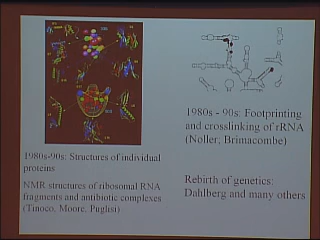 1980s-90s: Structures of individual
proteins
NMR structures of ribosomal RNA
fragments and antibiotic complexes
(Tinoco, Moore, Puglisi)
1980s - 90s: Footprinting
and crosslinking of rRNA
(Noller; Brimacombe)
Rebirth of genetics:
Dahlberg and many others